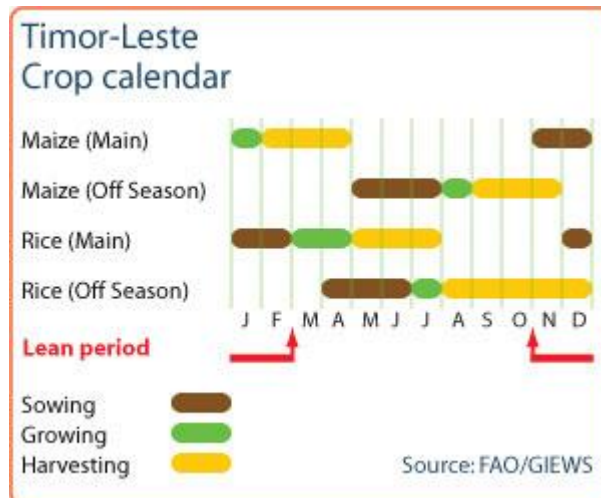 Timor-Leste
Crop calendar
Maize (Main)
Maize (Off Season)
Rice (Main)
Rice (Off Season)
J F M A M J J A S O N D
Lean period
Sowing
Growing
Harvesting
Source: FAO/GIEWS